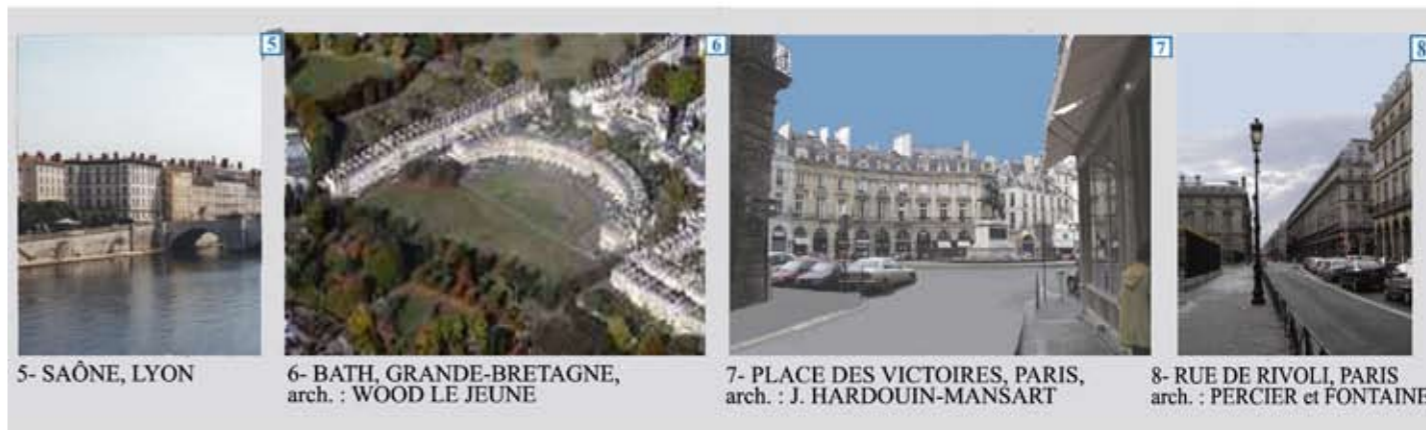 5
6
7
8
5- SAÔNE, LYON
6- BATH, GRANDE-BRETAGNE,
arch. : WOOD LE JEUNE
7- PLACE DES VICTOIRES, PARIS,
arch. : J. HARDOUIN-MANSART
8- RUE DE RIVOLI, PARIS
arch. : PERCIER et FONTAINE